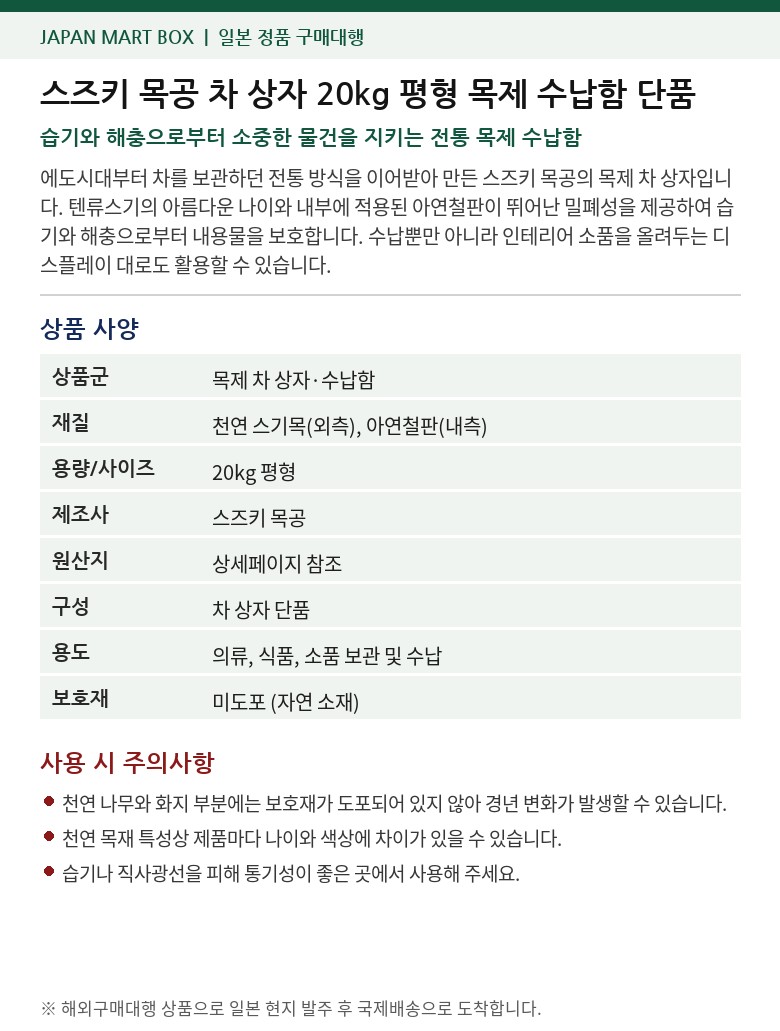 JAPAN MART BOX | 일본 정품 구매대행
스즈키 목공 차 상자 20kg 평형 목제 수납함 단품
습기와 해충으로부터 소중한 물건을 지키는 전통 목제 수납함
에도시대부터 차를 보관하던 전통 방식을 이어받아 만든 스즈키 목공의 목제 차 상자입니
다. 텐류스기의 아름다운 나이와 내부에 적용된 아연철판이 뛰어난 밀폐성을 제공하여 습
기와 해충으로부터 내용물을 보호합니다. 수납뿐만 아니라 인테리어 소품을 올려두는 디
스플레이 대로도 활용할 수 있습니다.
상품 사양
상품군 목제 차 상자·수납함
재질 천연 스기목(외측), 아연철판(내측)
용량/사이즈 20kg 평형
제조사 스즈키 목공
원산지 상세페이지 참조
구성 차 상자 단품
용도 의류, 식품, 소품 보관 및 수납
보호재 미도포 (자연 소재)
사용 시 주의사항
● 천연 나무와 화지 부분에는 보호재가 도포되어 있지 않아 경년 변화가 발생할 수 있습니다.
● 천연 목재 특성상 제품마다 나이와 색상에 차이가 있을 수 있습니다.
● 습기나 직사광선을 피해 통기성이 좋은 곳에서 사용해 주세요.
※ 해외구매대행 상품으로 일본 현지 발주 후 국제배송으로 도착합니다.